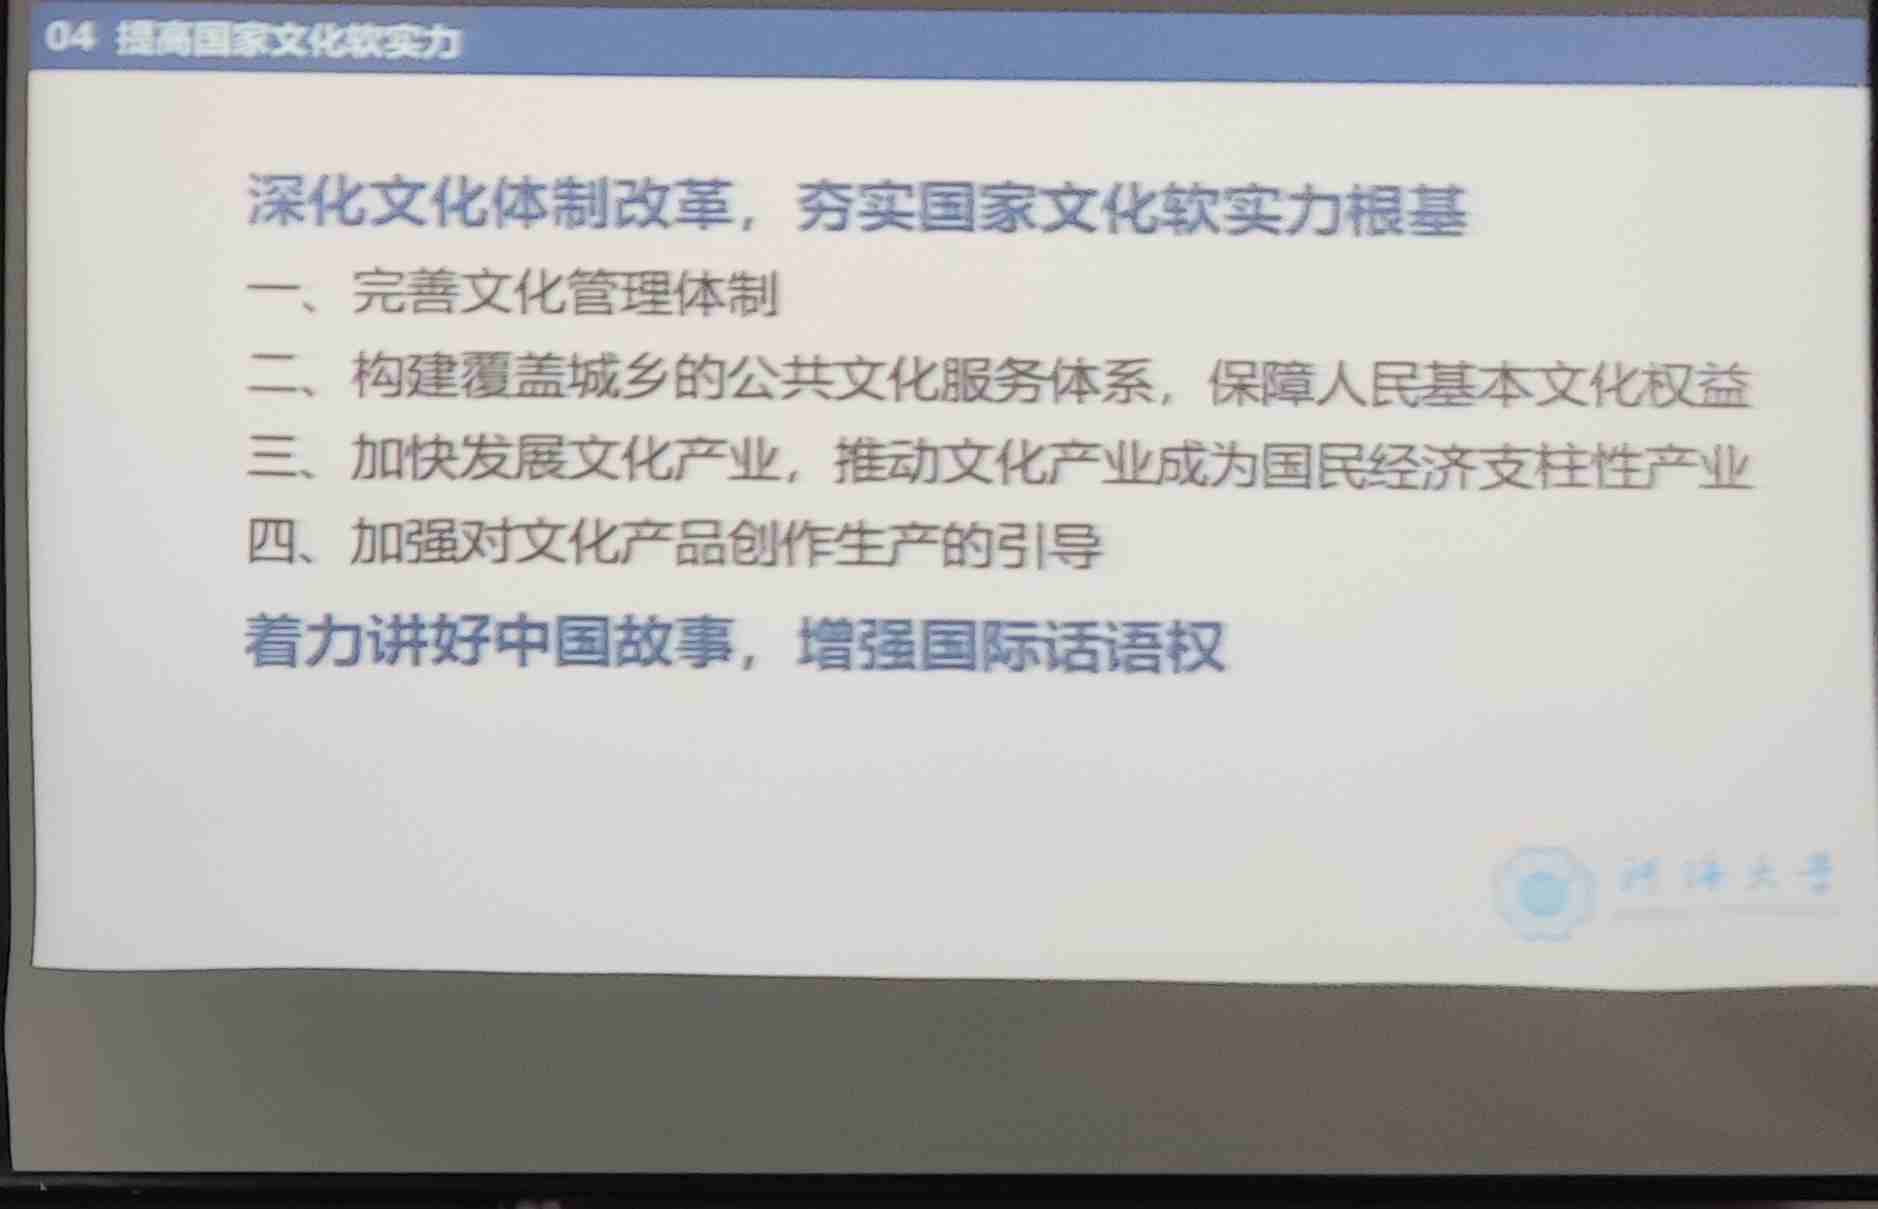 04 提高国家文化软实力
深化文化体制改革，夯实国家文化软实力根基
一、完善文化管理体制
二、构建覆盖城乡的公共文化服务体系，保障人民基本文化权益
三、加快发展文化产业，推动文化产业成为国民经济支柱性产业
四、加强对文化产品创作生产的引导
着力讲好中国故事，增强国际话语权
河海大学